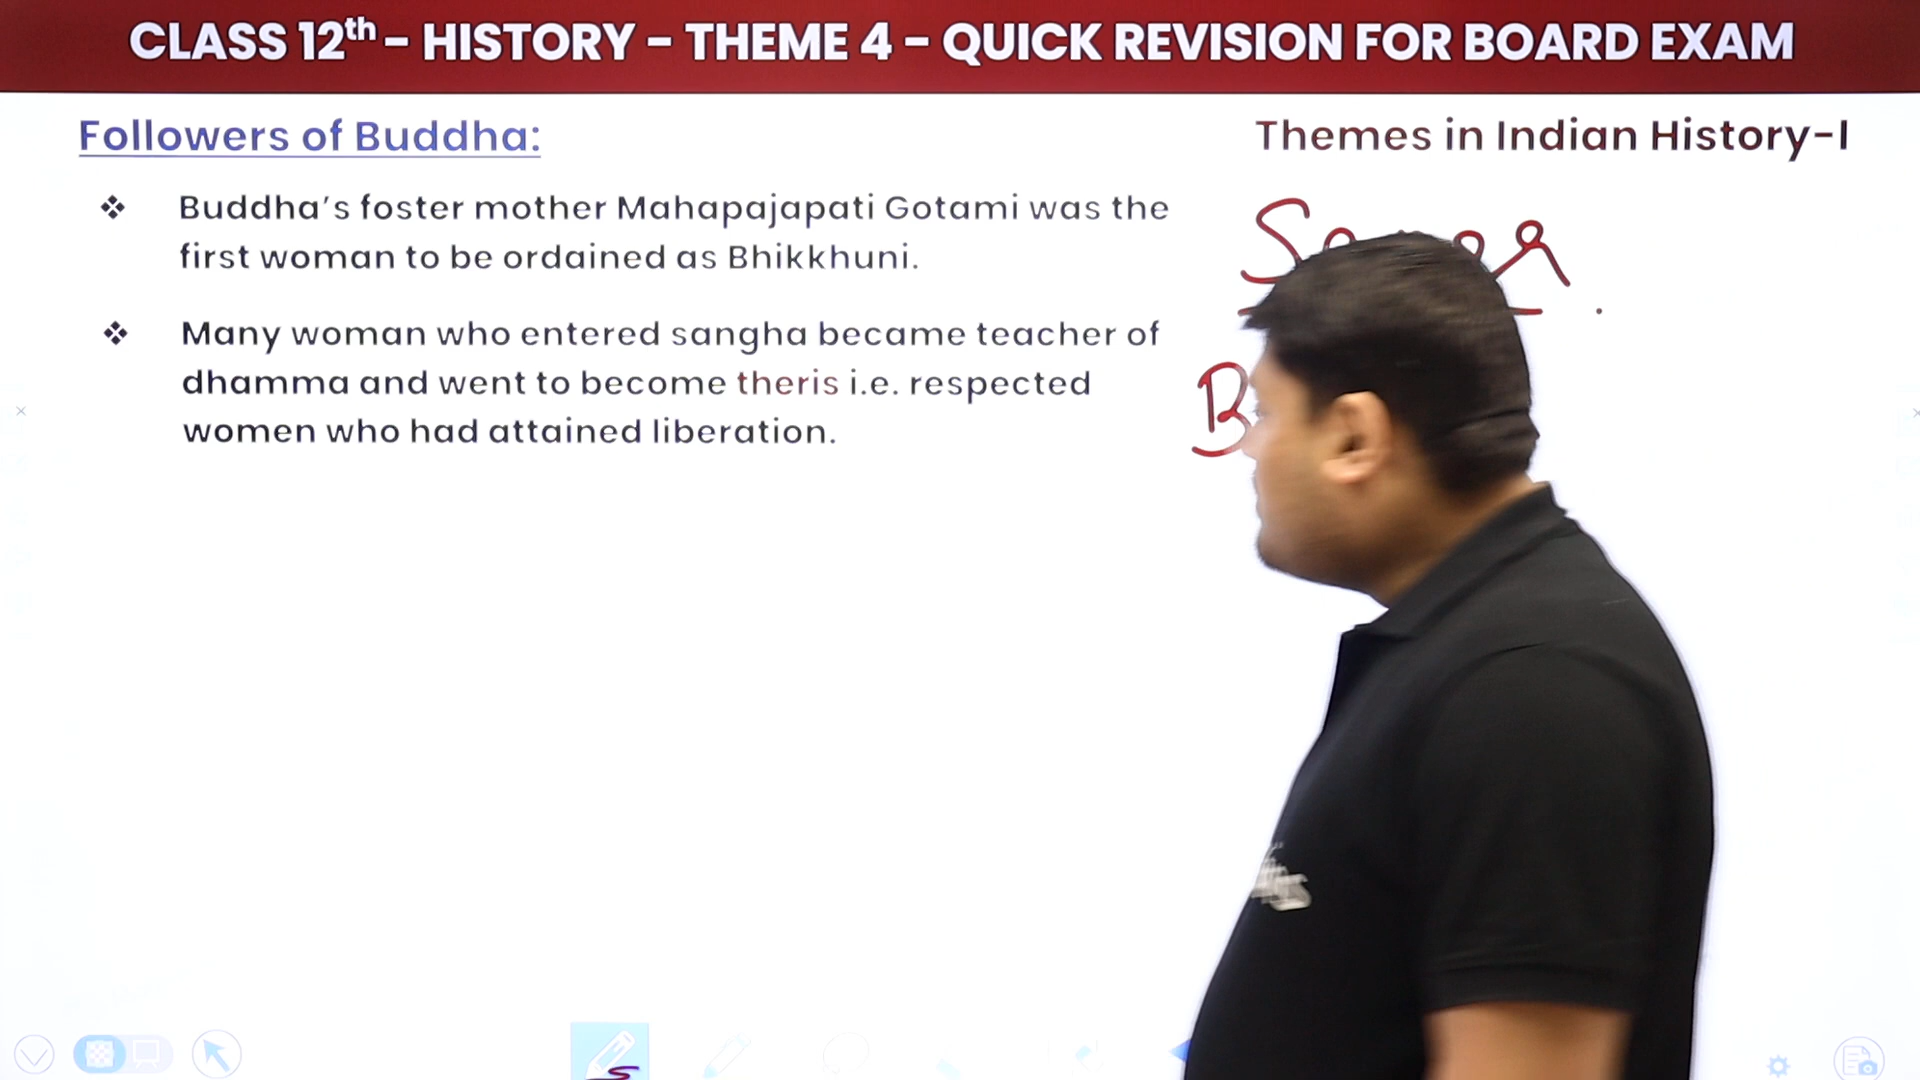 CLASS 12th - HISTORY - THEME 4 - QUICK REVISION FOR BOARD EXAM
Followers of Buddha:
Themes in Indian History-I
❖ Buddha's foster mother Mahapajapati Gotami was the
first woman to be ordained as Bhikkhuni.
❖ Many woman who entered sangha became teacher of
dhamma and went to become theris i.e. respected
women who had attained liberation.